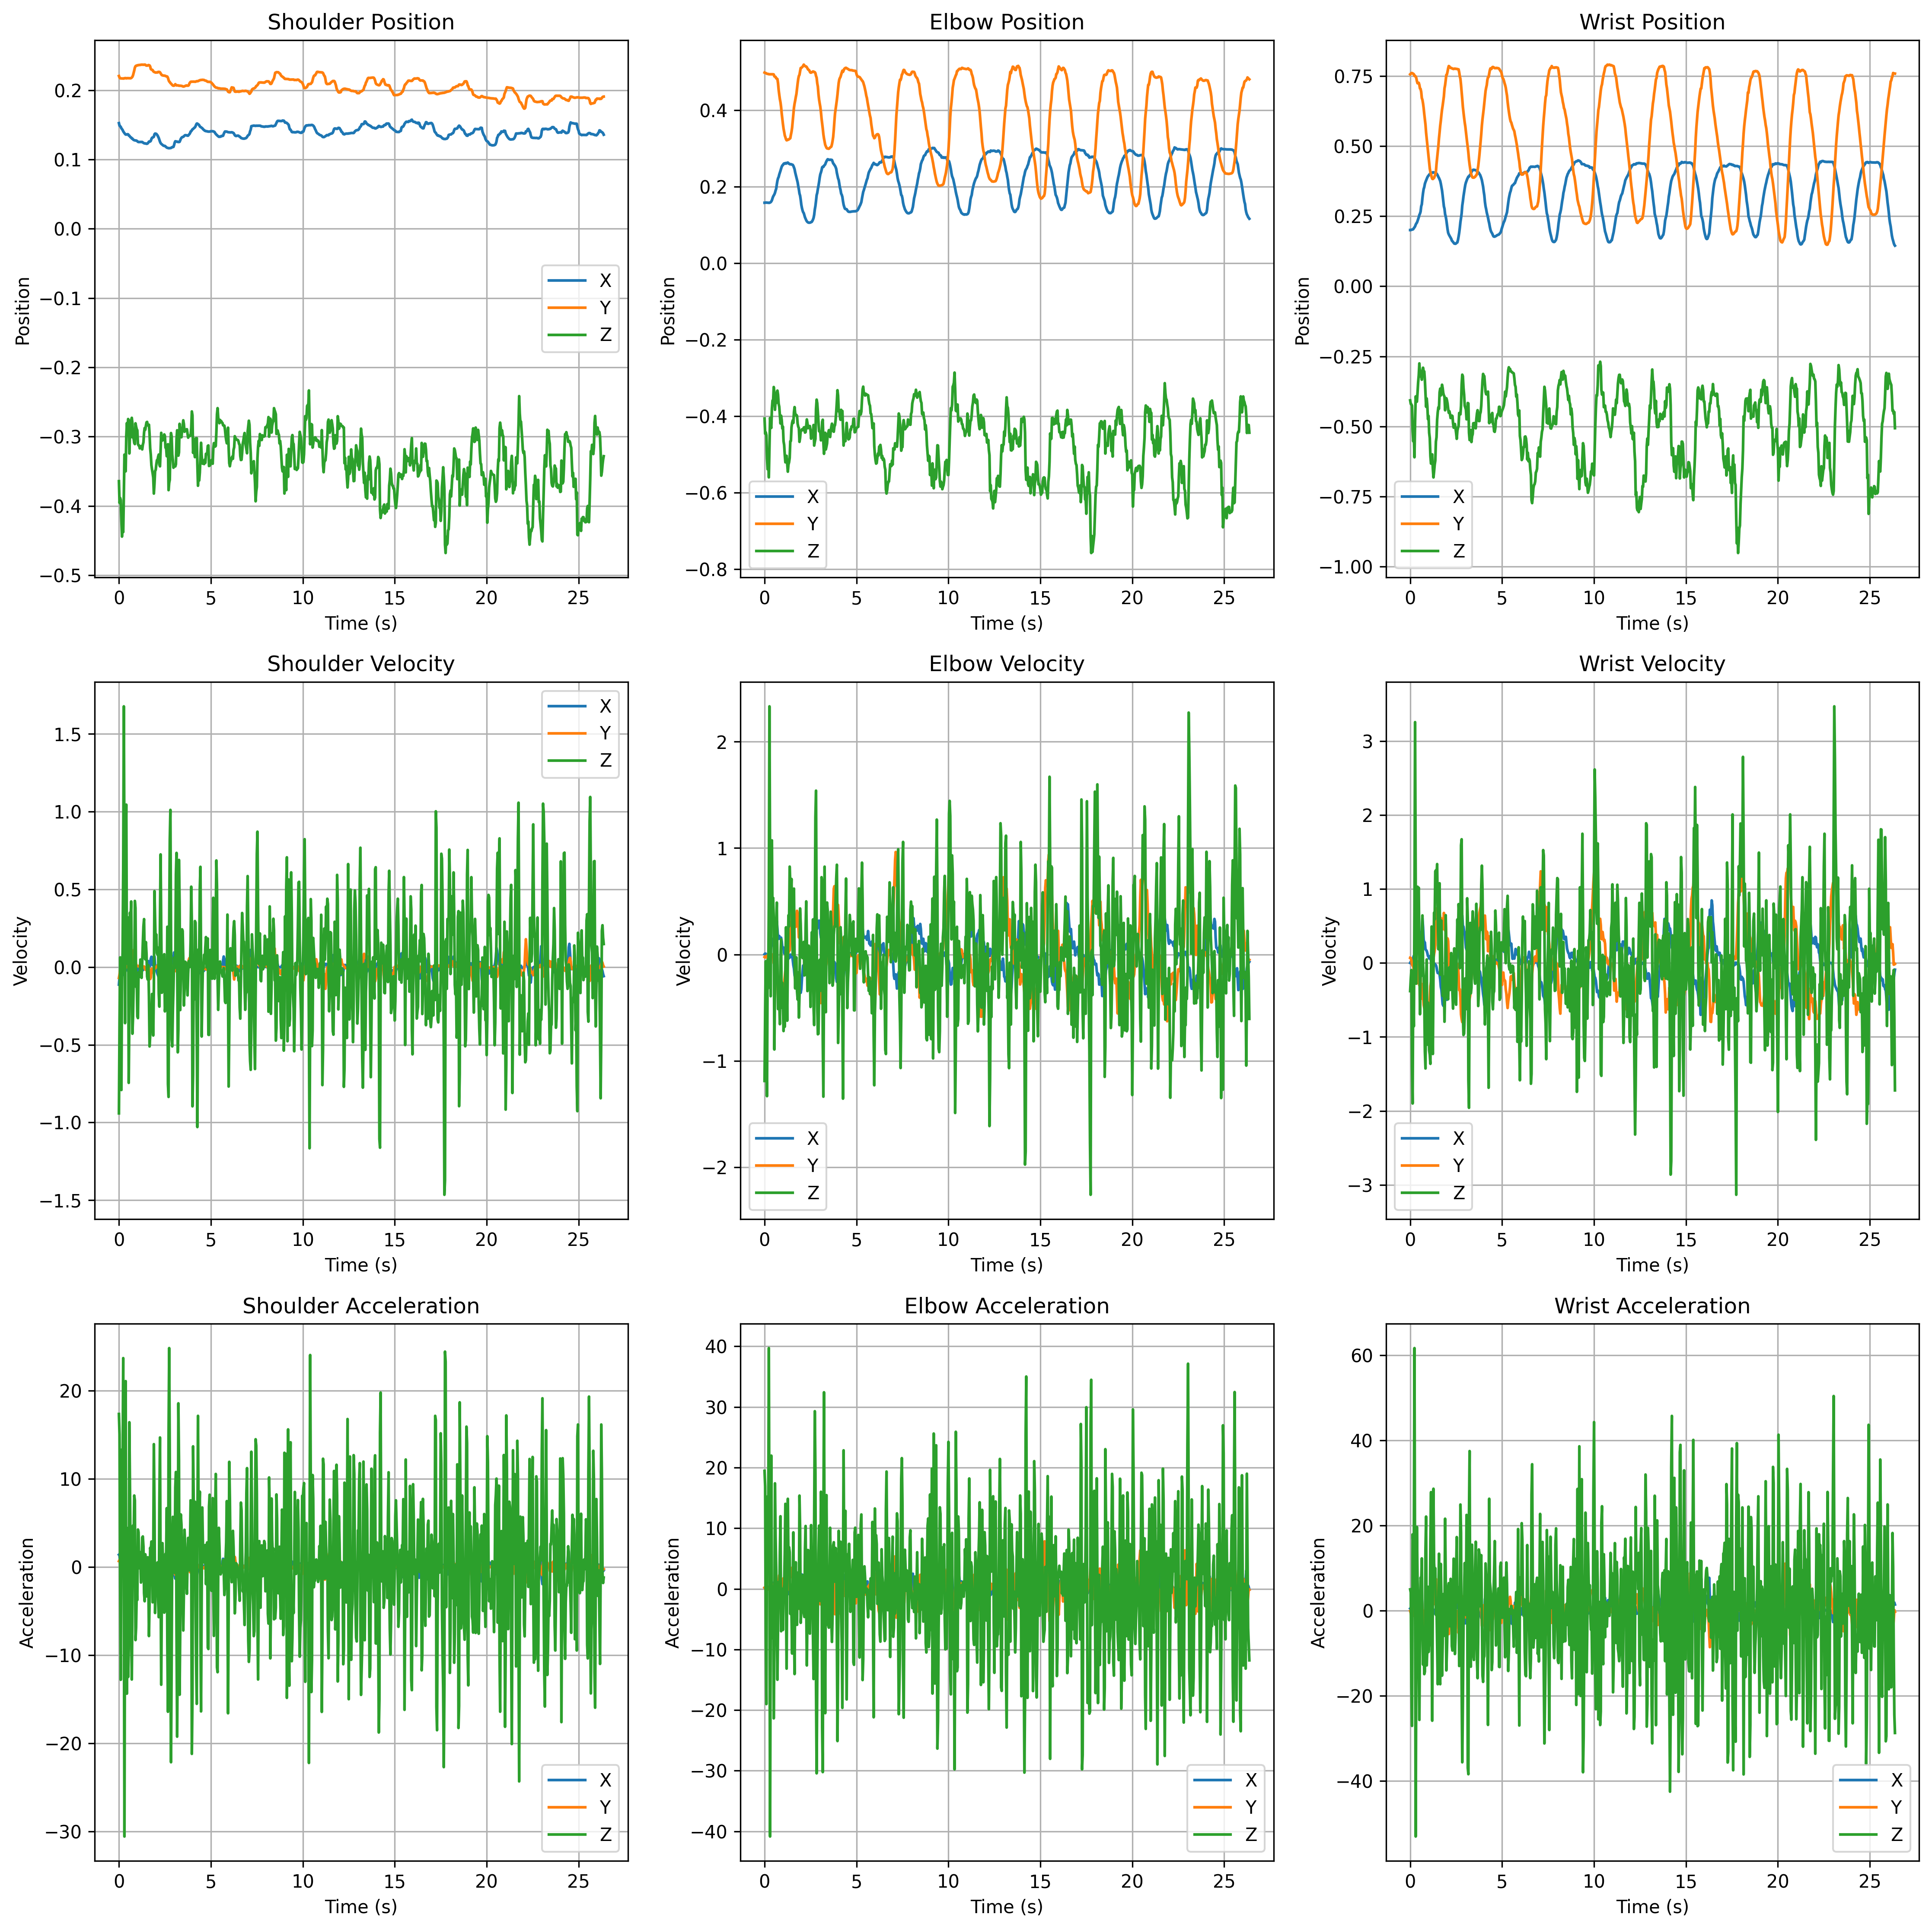 Shoulder Position
Elbow Position
Wrist Position
Position
0.2
0.1
0.0
−0.1
−0.2
−0.3
−0.4
−0.5
X
Y
Z
0 5 10 15 20 25
Time (s)
Position
0.4
0.2
0.0
−0.2
−0.4
−0.6
−0.8
X
Y
Z
0 5 10 15 20 25
Time (s)
Position
0.75
0.50
0.25
0.00
−0.25
−0.50
−0.75
−1.00
X
Y
Z
0 5 10 15 20 25
Time (s)
Shoulder Velocity
Elbow Velocity
Wrist Velocity
Velocity
1.5
1.0
0.5
0.0
−0.5
−1.0
−1.5
X
Y
Z
0 5 10 15 20 25
Time (s)
Velocity
2
1
0
−1
−2
X
Y
Z
0 5 10 15 20 25
Time (s)
Velocity
3
2
1
0
−1
−2
−3
X
Y
Z
0 5 10 15 20 25
Time (s)
Shoulder Acceleration
Elbow Acceleration
Wrist Acceleration
Acceleration
20
10
0
−10
−20
−30
X
Y
Z
0 5 10 15 20 25
Time (s)
Acceleration
40
30
20
10
0
−10
−20
−30
−40
X
Y
Z
0 5 10 15 20 25
Time (s)
Acceleration
60
40
20
0
−20
−40
X
Y
Z
0 5 10 15 20 25
Time (s)